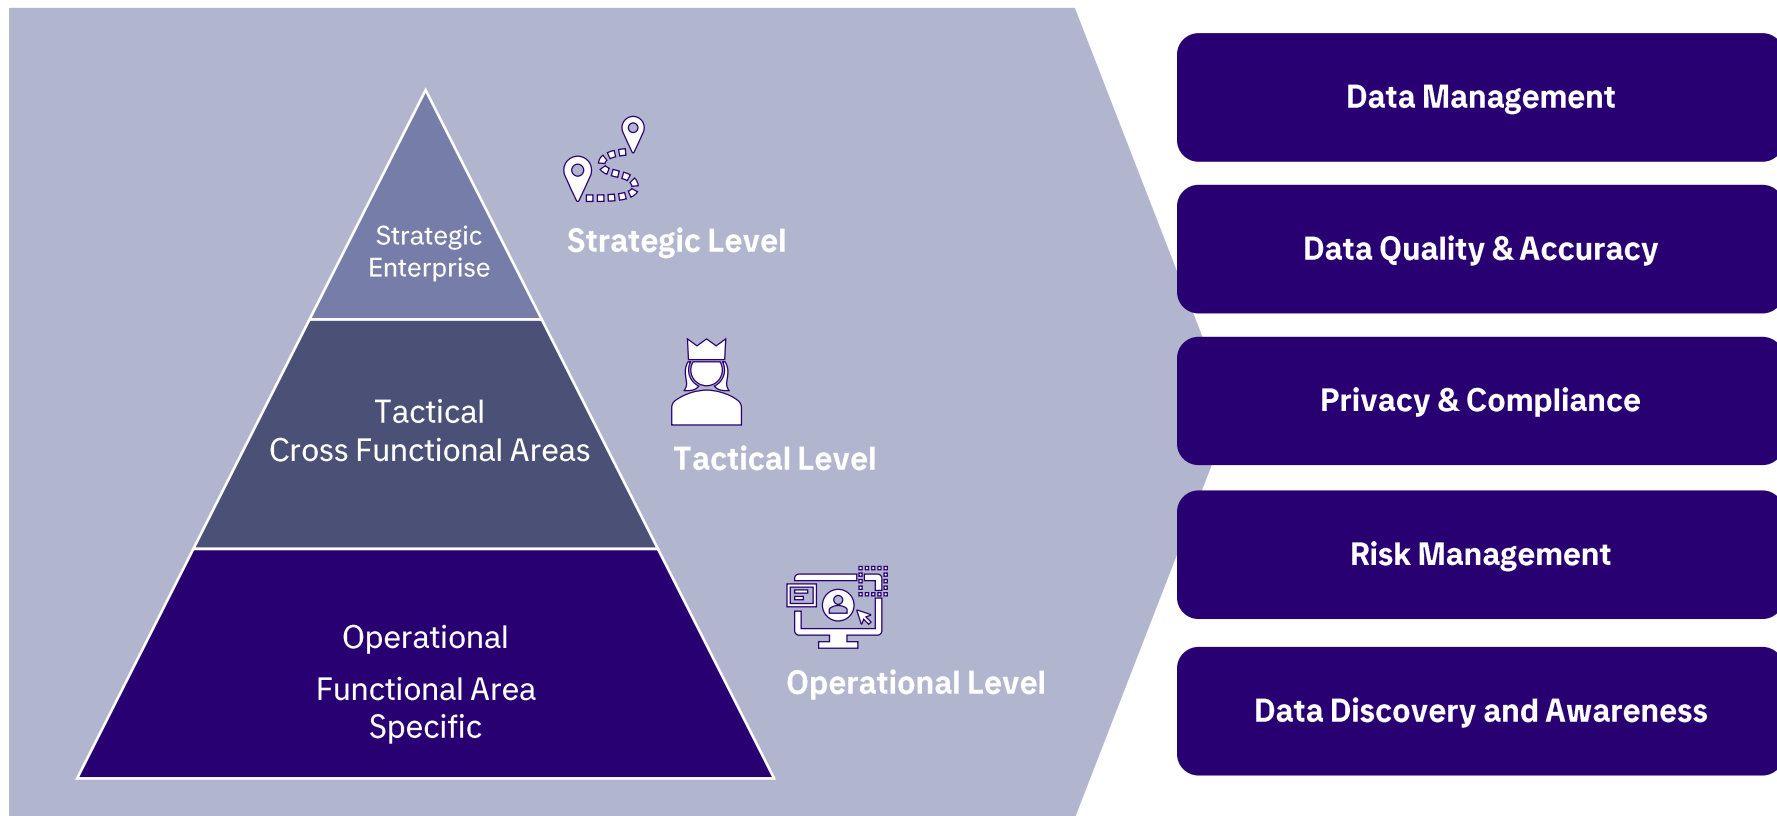 Strategic
Enterprise
Strategic Level
Tactical
Cross Functional Areas
Tactical Level
Operational
Functional Area
Specific
Operational Level
Data Management
Data Quality & Accuracy
Privacy & Compliance
Risk Management
Data Discovery and Awareness